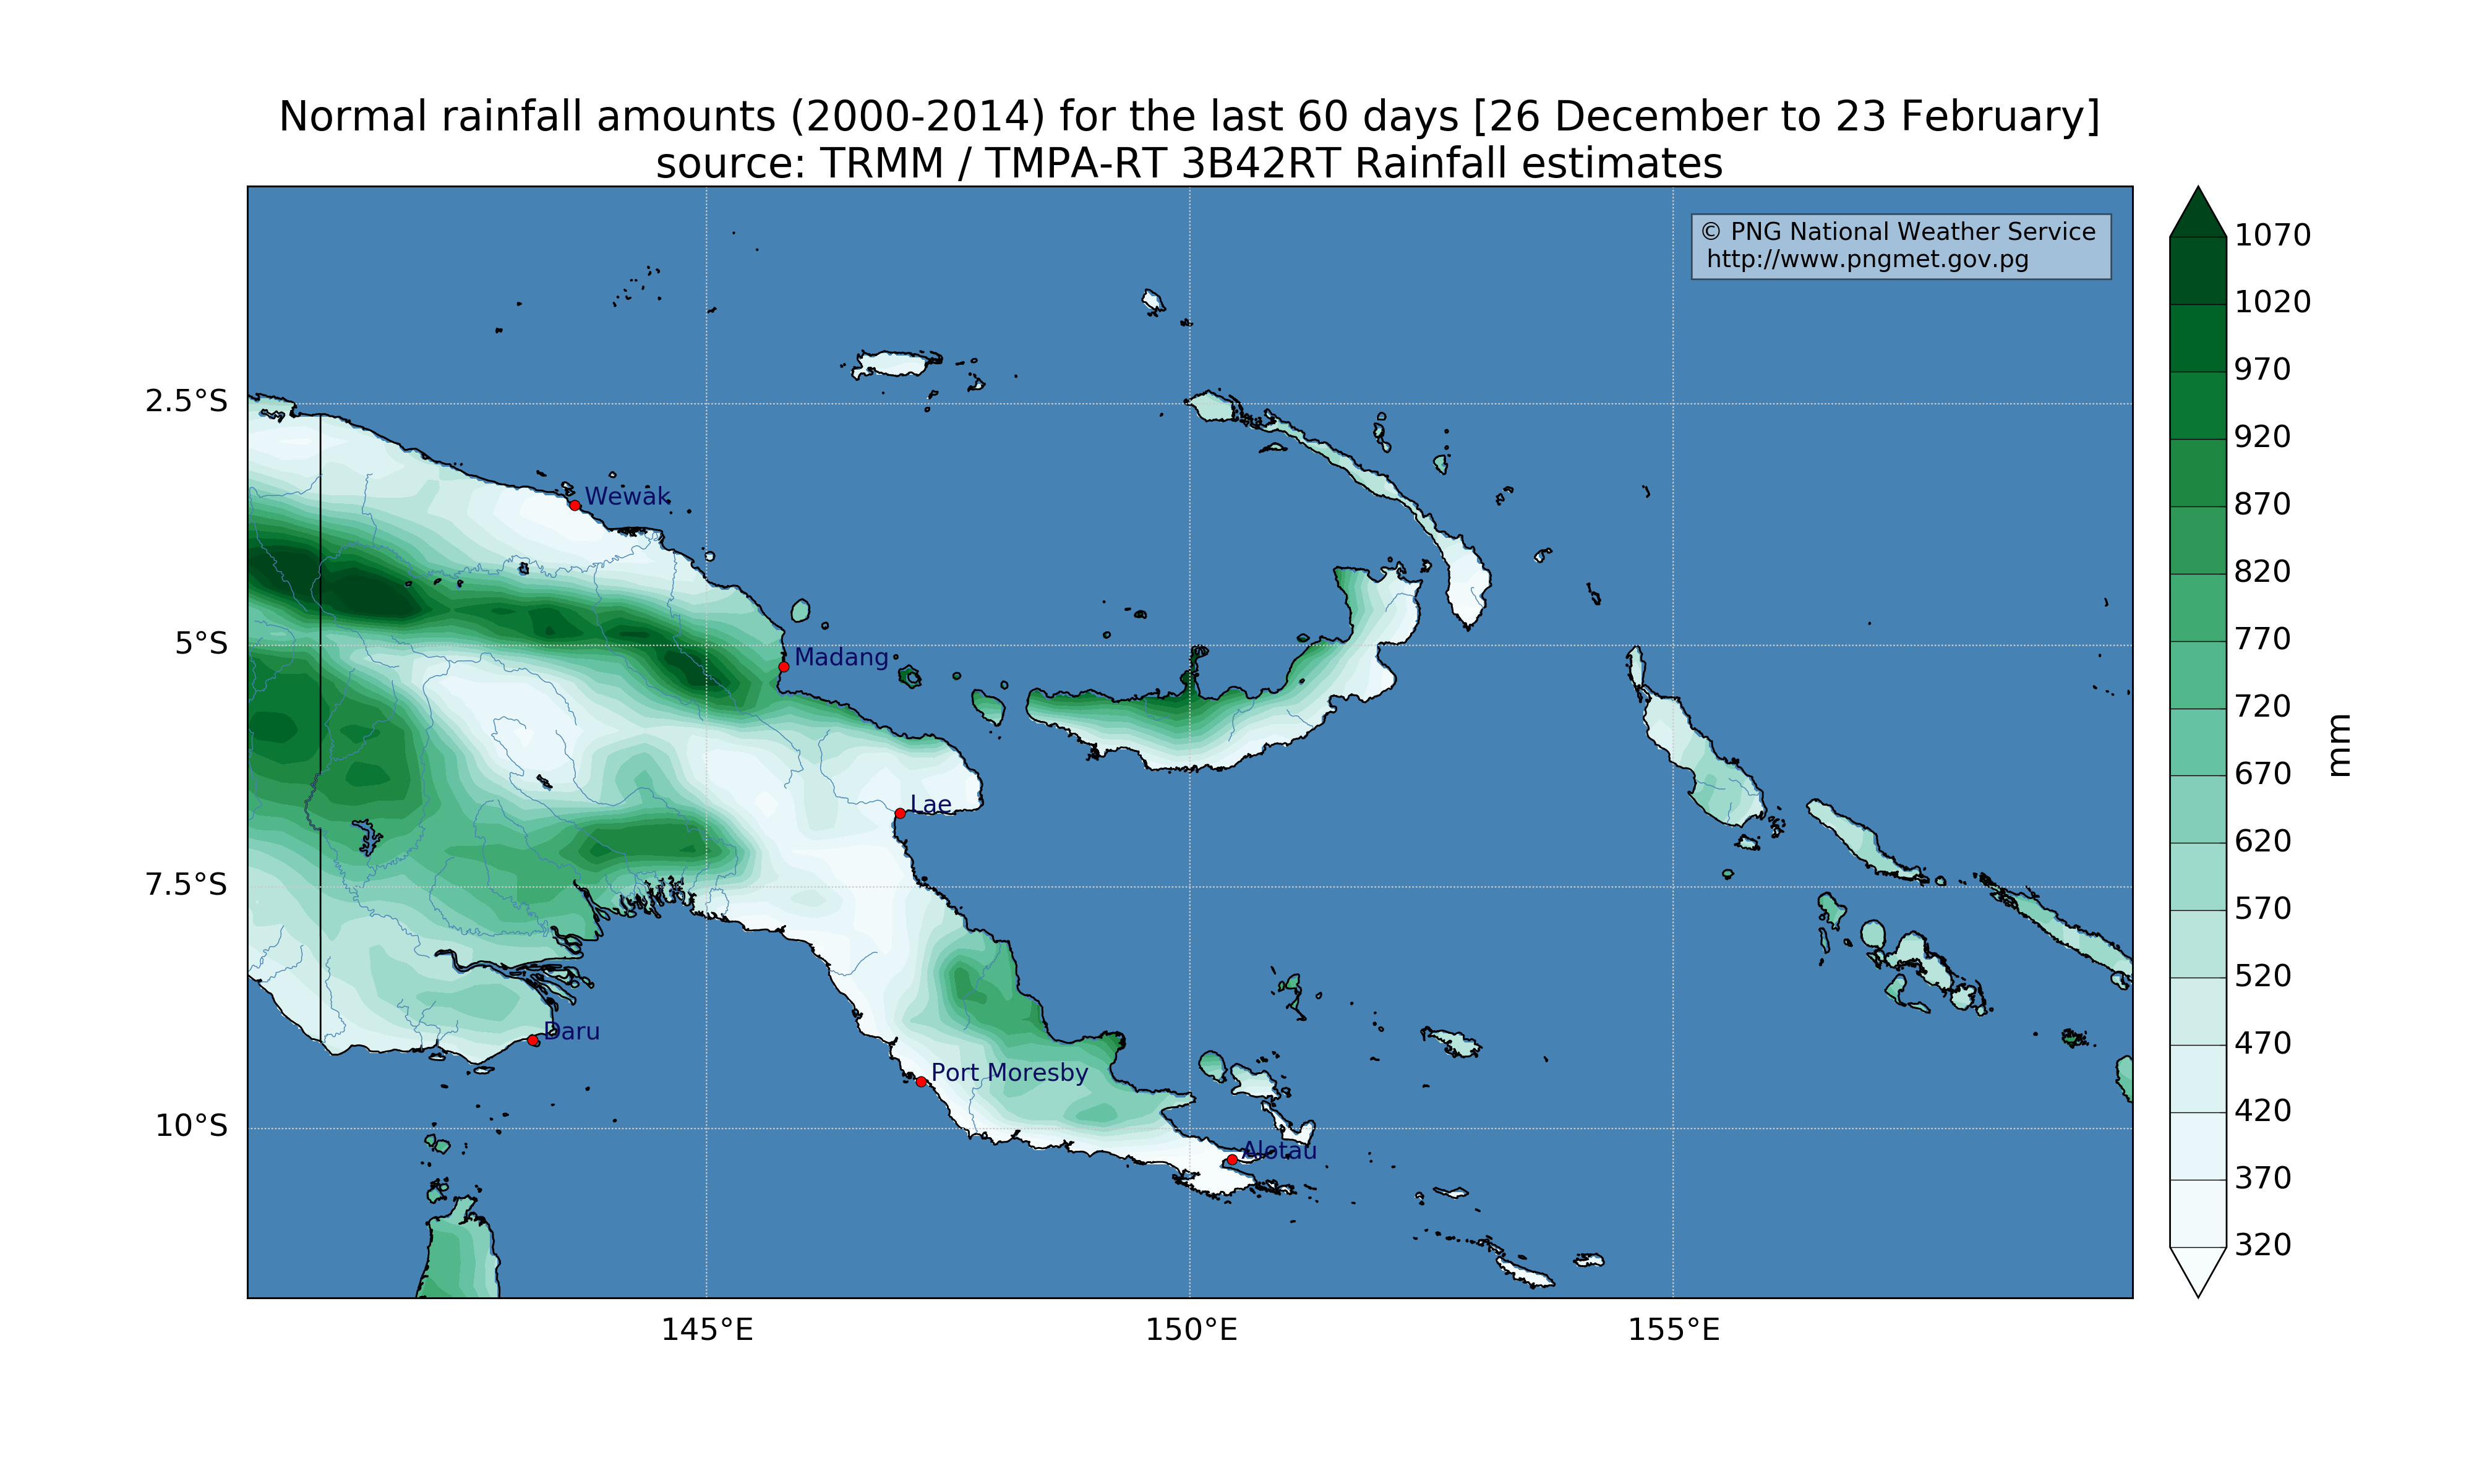 Normal rainfall amounts (2000-2014) for the last 60 days [26 December to 23 February]
source: TRMM / TMPA-RT 3B42RT Rainfall estimates
© PNG National Weather Service
http://www.pngmet.gov.pg
1070
1020
970
920
870
820
770
720
670
620
570
520
470
420
370
320
mm
2.5°S
5°S
7.5°S
10°S
Wewak
Madang
Lae
Daru
Port Moresby
Alotau
145°E
150°E
155°E